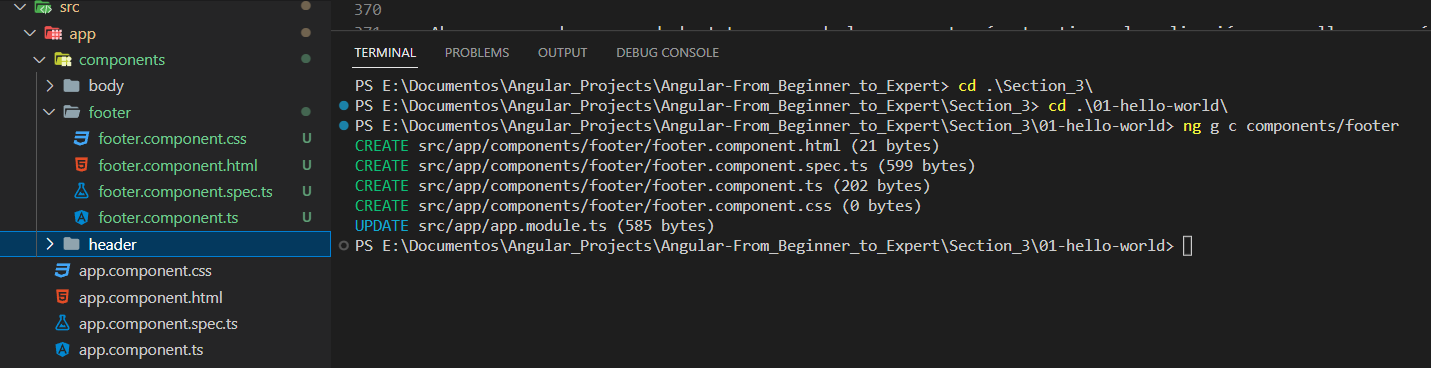 src
app
components
body
footer
footer.component.css U
footer.component.html U
footer.component.spec.ts U
footer.component.ts U
header
app.component.css
app.component.html
app.component.spec.ts
app.component.ts
370
TERMINAL PROBLEMS OUTPUT DEBUG CONSOLE
PS E:\Documentos\Angular_Projects\Angular-From_Beginner_to_Expert> cd .\Section_3\
PS E:\Documentos\Angular_Projects\Angular-From_Beginner_to_Expert\Section_3> cd .\01-hello-world\
PS E:\Documentos\Angular_Projects\Angular-From_Beginner_to_Expert\Section_3\01-hello-world> ng g c components/footer
CREATE src/app/components/footer/footer.component.html (21 bytes)
CREATE src/app/components/footer/footer.component.spec.ts (599 bytes)
CREATE src/app/components/footer/footer.component.ts (202 bytes)
CREATE src/app/components/footer/footer.component.css (0 bytes)
UPDATE src/app/app.module.ts (585 bytes)
PS E:\Documentos\Angular_Projects\Angular-From_Beginner_to_Expert\Section_3\01-hello-world>